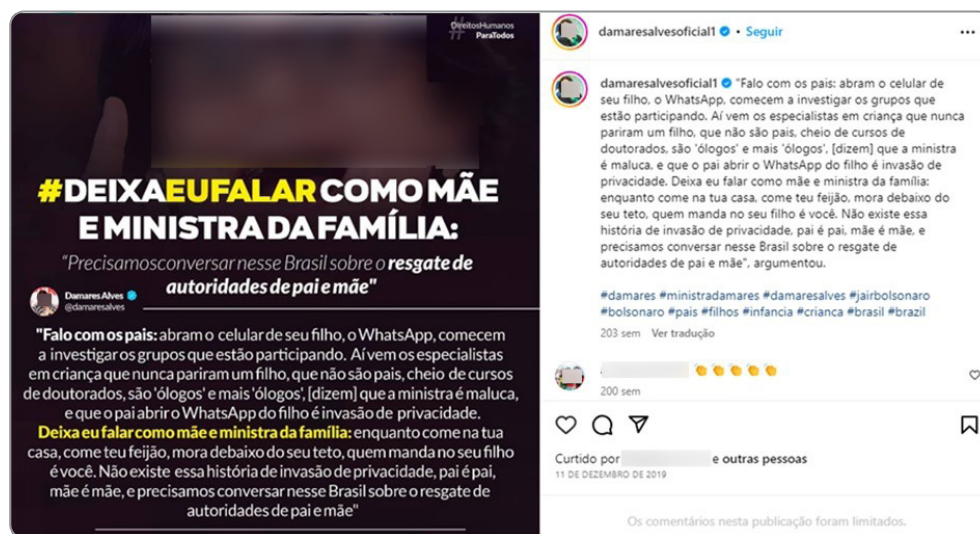 DireitosHumanos
# ParaTodos
#DEIXAEUFALAR COMO MÃE
E MINISTRA DA FAMÍLIA:
"Precisamosconversar nesse Brasil sobre o resgate de
autoridades de pai e mãe"
Damares Alves
@damaresalves
"Falo com os pais: abram o celular de seu filho, o WhatsApp, comecem
a investigar os grupos que estão participando. Aí vem os especialistas
em criança que nunca pariram um filho, que não são pais, cheio de cursos
de doutorados, são 'ólogos' e mais 'ólogos', [dizem] que a ministra é maluca,
e que o pai abrir o WhatsApp do filho é invasão de privacidade.
Deixa eu falar como mãe e ministra da família: enquanto come na tua
casa, come teu feijão, mora debaixo do seu teto, quem manda no seu filho
é você. Não existe essa história de invasão de privacidade, pai é pai,
mãe é mãe, e precisamos conversar nesse Brasil sobre o resgate de
autoridades de pai e mãe"
damaresalvesoficial1 • Seguir
damaresalvesoficial1 "Falo com os pais: abram o celular de
seu filho, o WhatsApp, comecem a investigar os grupos que
estão participando. Aí vem os especialistas em criança que nunca
pariram um filho, que não são pais, cheio de cursos de
doutorados, são 'ólogos' e mais 'ólogos', [dizem] que a ministra
é maluca, e que o pai abrir o WhatsApp do filho é invasão de
privacidade. Deixa eu falar como mãe e ministra da família:
enquanto come na tua casa, come teu feijão, mora debaixo do
seu teto, quem manda no seu filho é você. Não existe essa
história de invasão de privacidade, pai é pai, mãe é mãe, e
precisamos conversar nesse Brasil sobre o resgate de
autoridades de pai e mãe", argumentou.
#damares #ministradamares #damaresalves #jairbolsonaro
#bolsonaro #pais #filhos #infancia #crianca #brasil #brazil
203 sem Ver tradução
👏👏👏👏👏
200 sem
Curtido por e outras pessoas
11 DE DEZEMBRO DE 2019
Os comentários nesta publicação foram limitados.